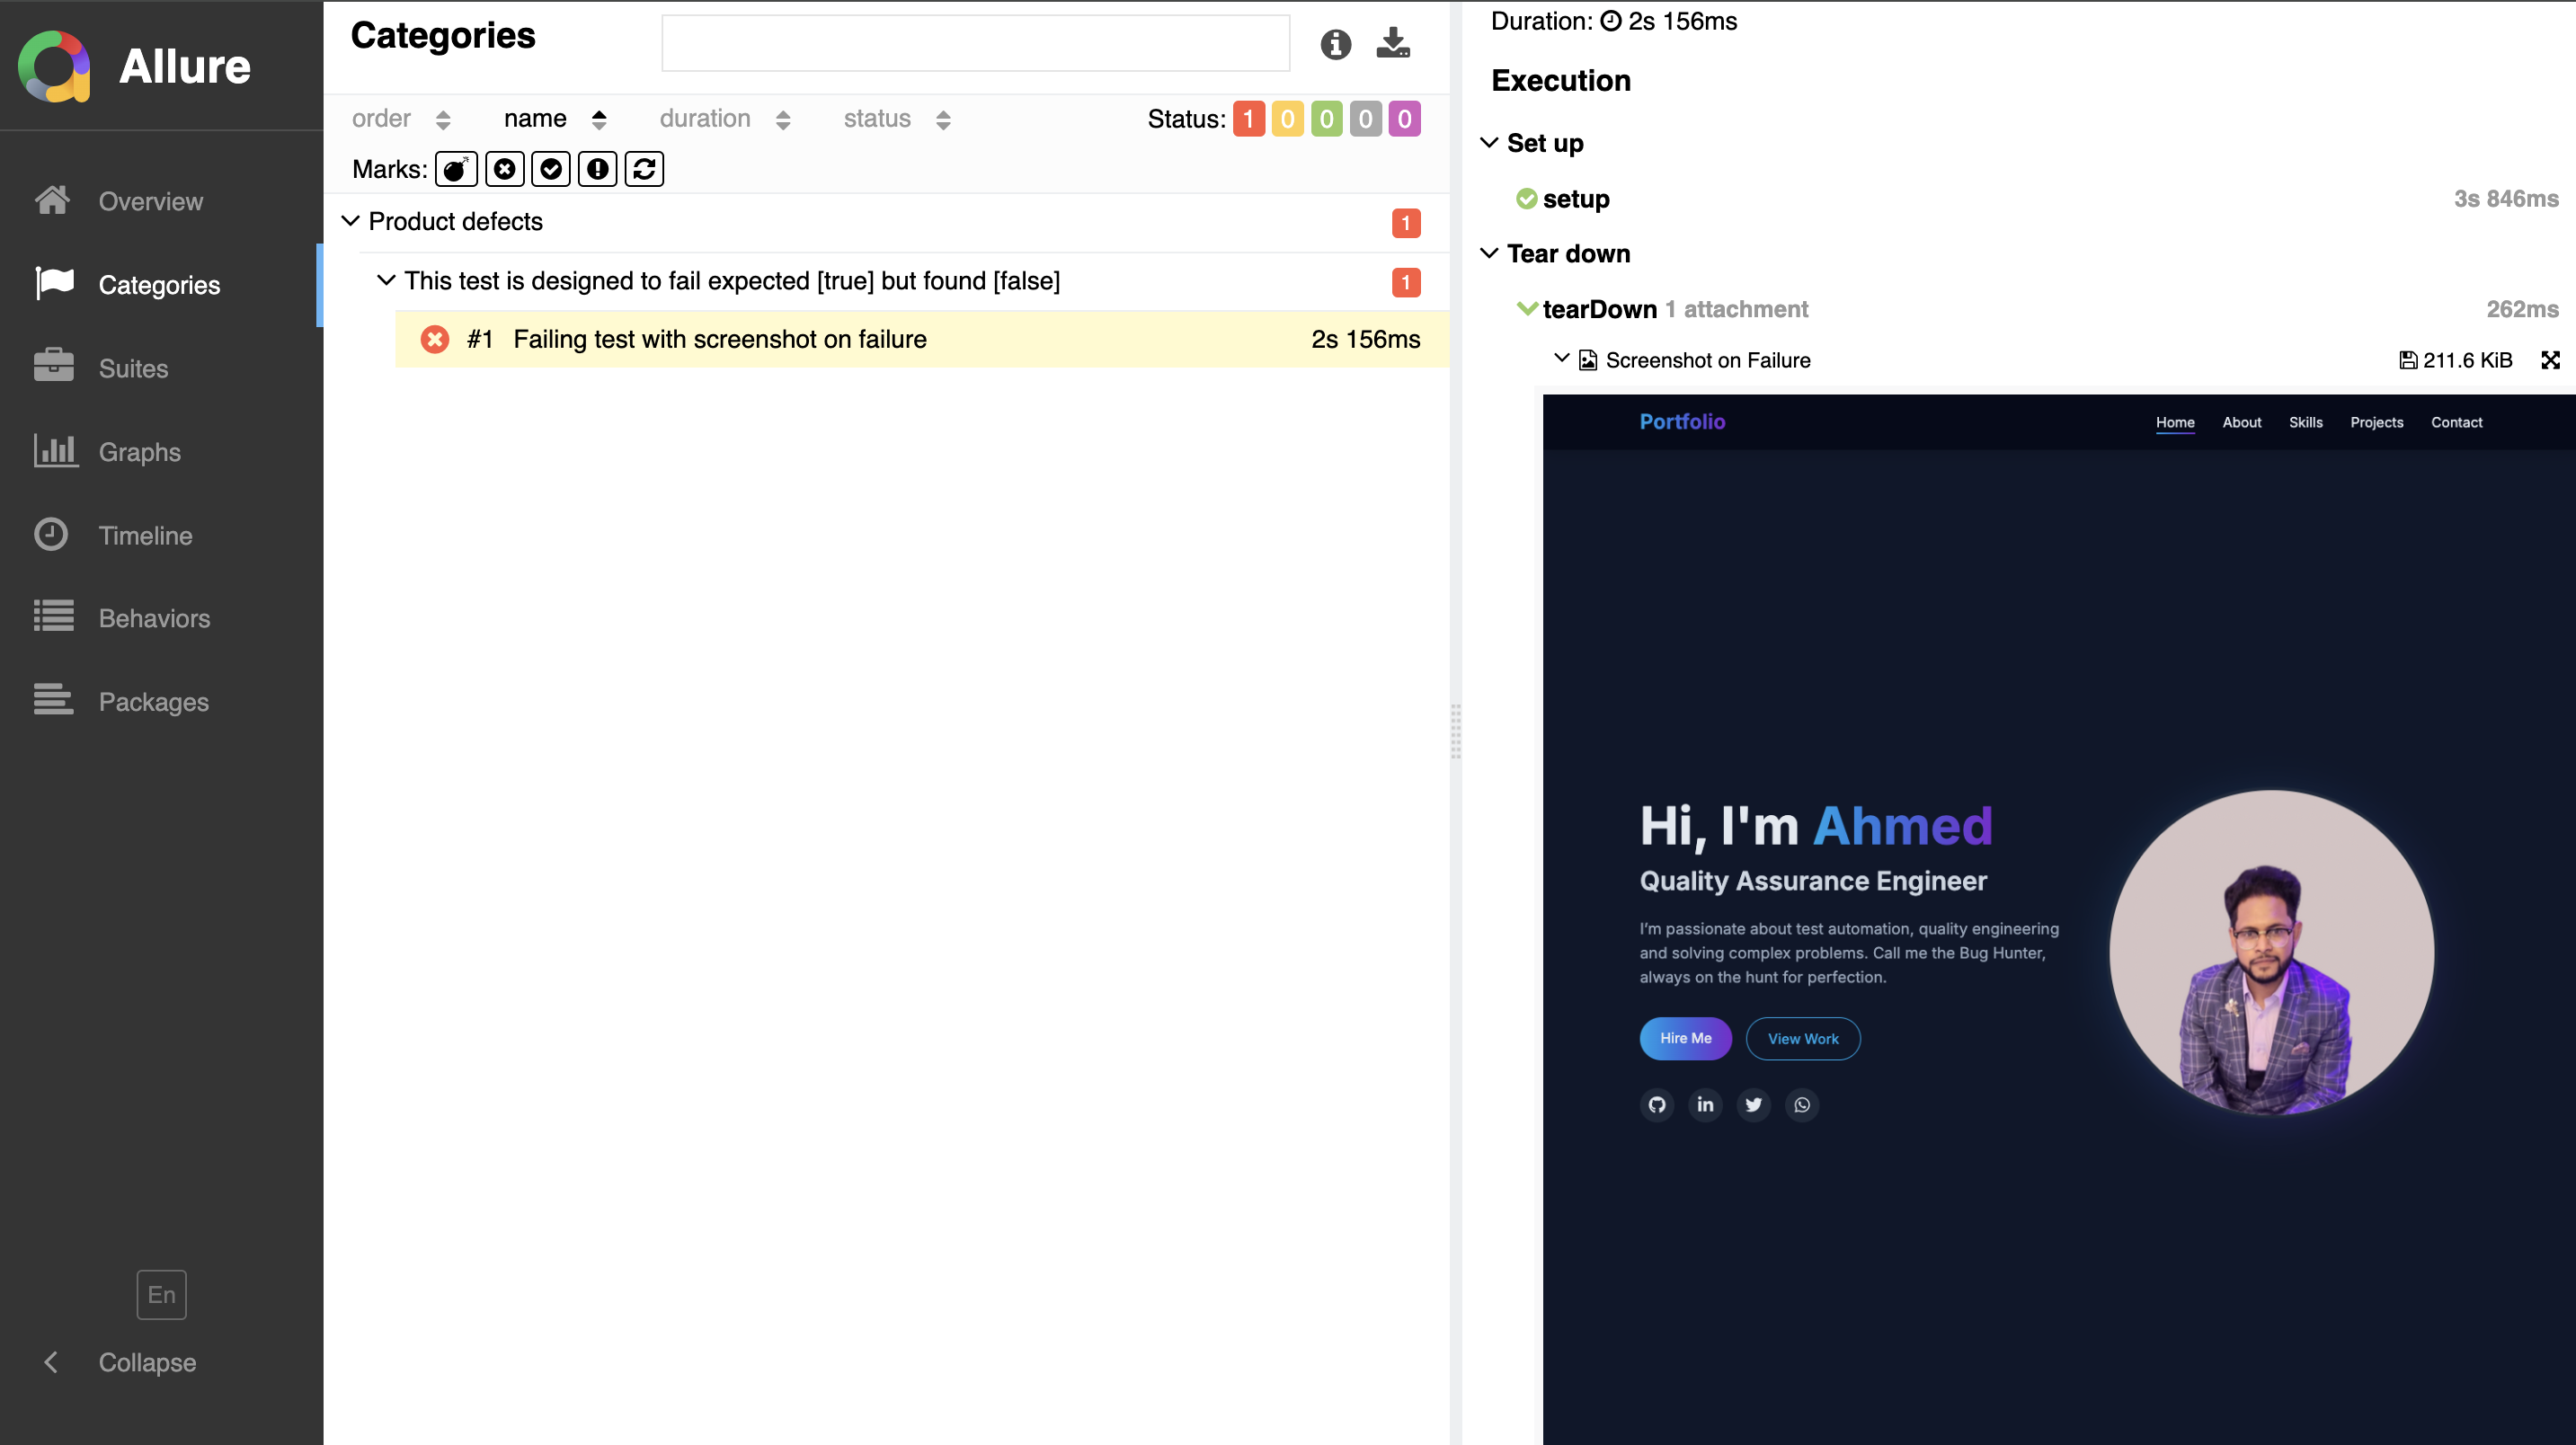 Allure
Overview
Categories
Suites
Graphs
Timeline
Behaviors
Packages
En
Collapse
Categories
order name duration status Status: 1 0 0 0 0
Marks:
Product defects 1
This test is designed to fail expected [true] but found [false] 1
#1 Failing test with screenshot on failure 2s 156ms
Duration: 2s 156ms
Execution
Set up
setup 3s 846ms
Tear down
tearDown 1 attachment 262ms
Screenshot on Failure 211.6 KiB
Portfolio Home About Skills Projects Contact
Hi, I'm Ahmed
Quality Assurance Engineer
I'm passionate about test automation, quality engineering
and solving complex problems. Call me the Bug Hunter,
always on the hunt for perfection.
Hire Me View Work
in